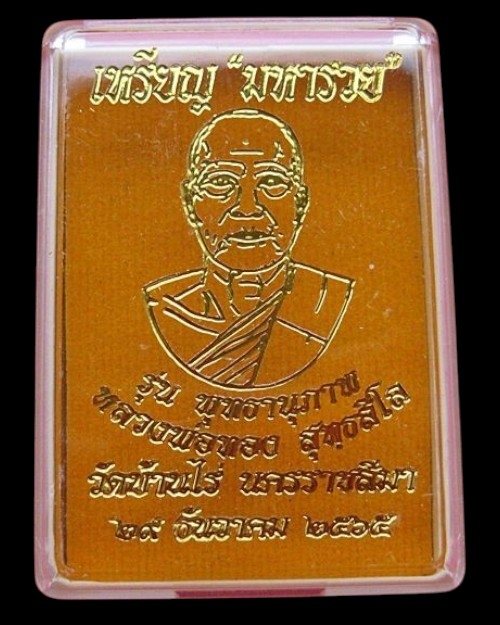 เหรียญ "มหารวย"
รุ่น พุทธานุภาพ
หลวงพ่อทอง สุทธสีโล
วัดบ้านไร่ นครราชสีมา
๒๙ ธันวาคม ๒๕๖๕